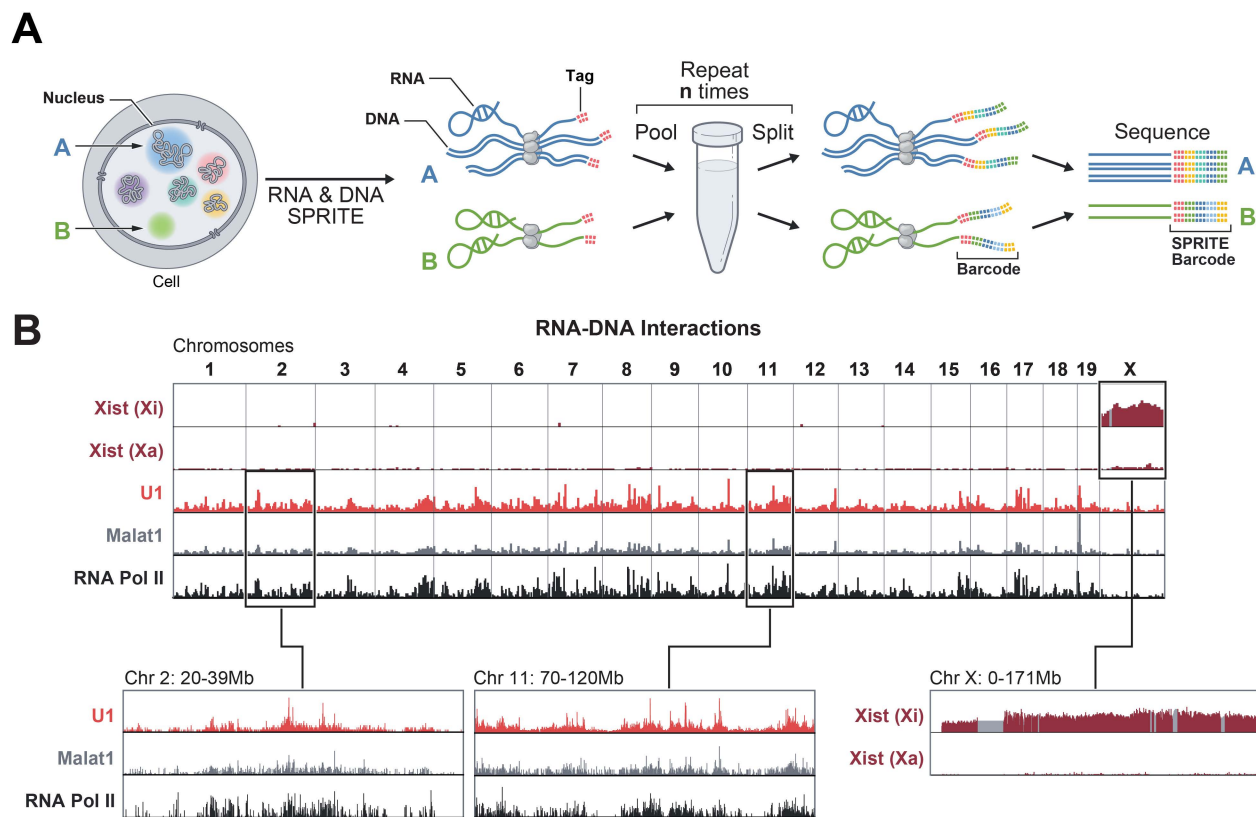 A
Nucleus
A
B
Cell
RNA & DNA
SPRITE
RNA
DNA
Tag
A
B
Repeat
n times
Pool
Split
Barcode
Sequence
A
B
SPRITE
Barcode
B
RNA-DNA Interactions
Chromosomes
1 2 3 4 5 6 7 8 9 10 11 12 13 14 15 16 17 18 19 X
Xist (Xi)
Xist (Xa)
U1
Malat1
RNA Pol II
Chr 2: 20-39Mb
U1
Malat1
RNA Pol II
Chr 11: 70-120Mb
Chr X: 0-171Mb
Xist (Xi)
Xist (Xa)